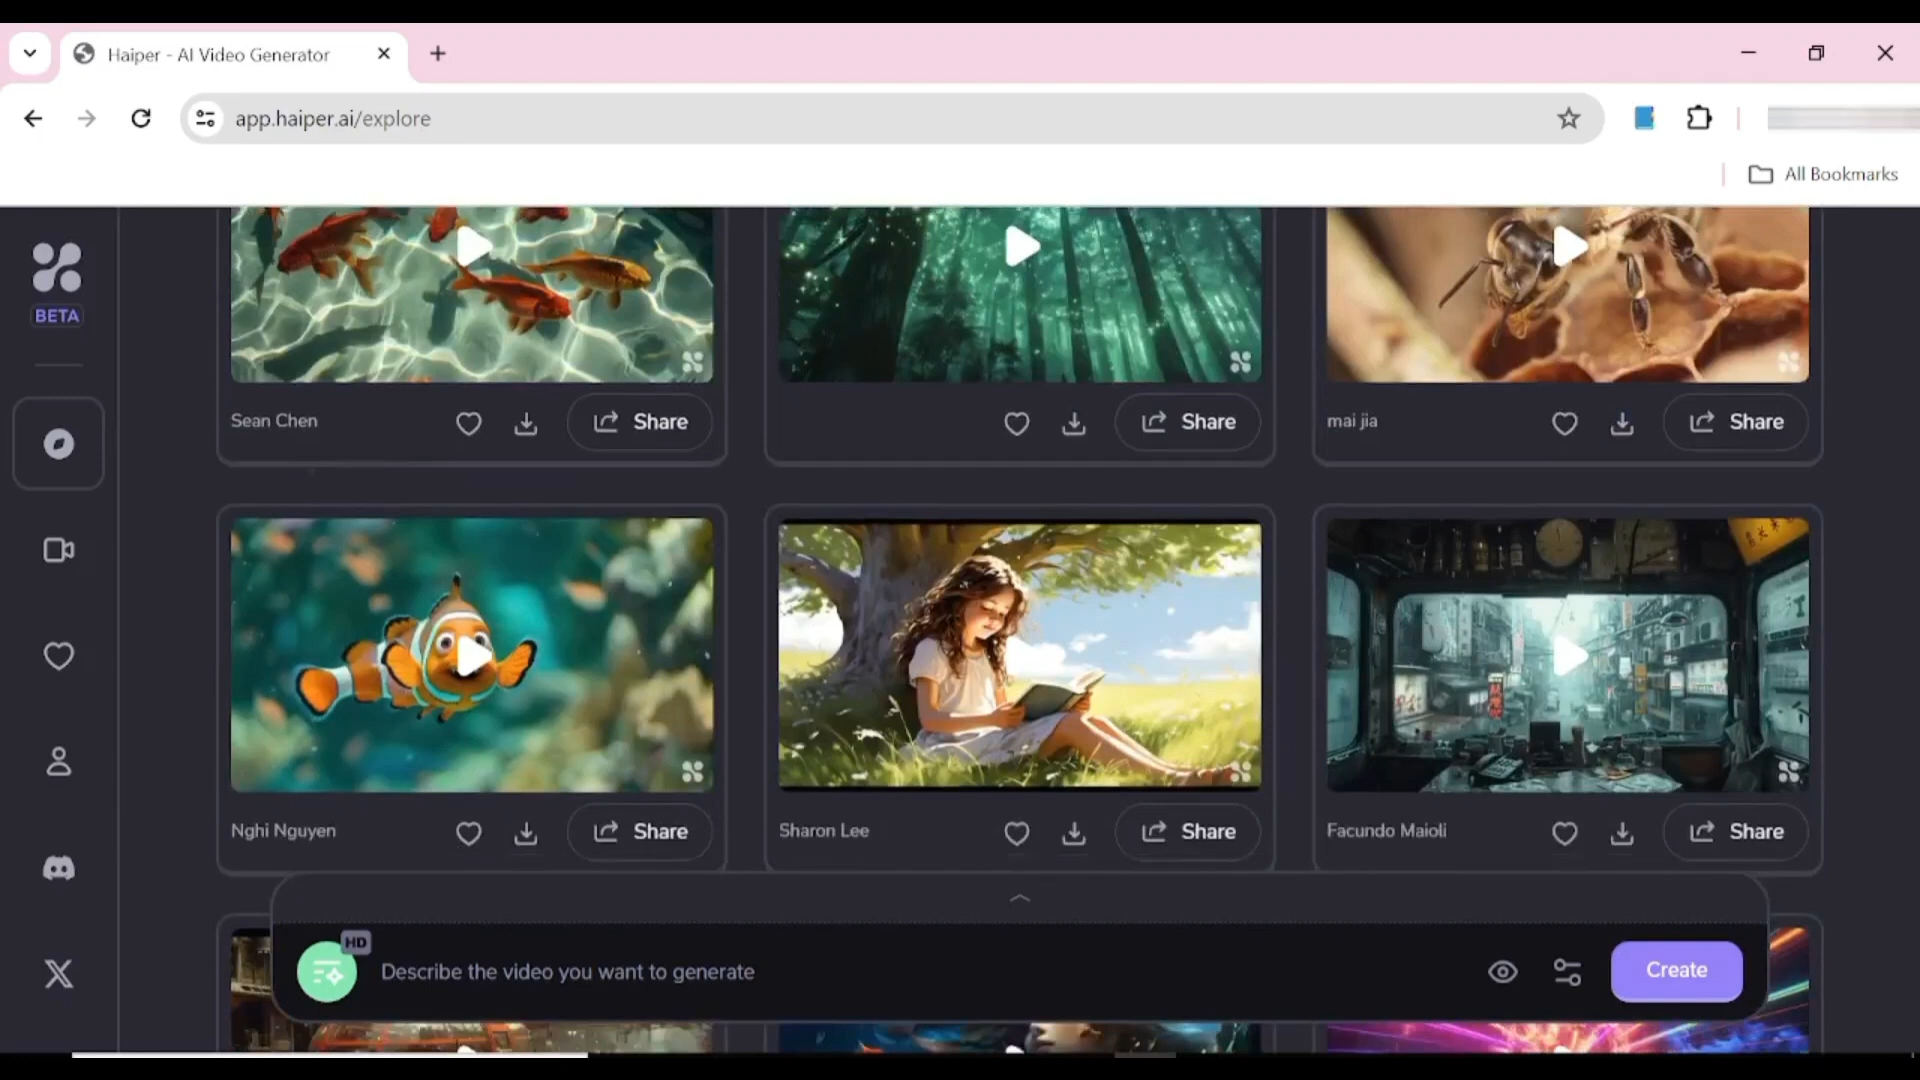 Haiper - AI Video Generator
app.haiper.ai/explore
All Bookmarks
BETA
Sean Chen
Share
Share
mai jia
Share
Nghi Nguyen
Share
Sharon Lee
Share
Facundo Maioli
Share
HD
Describe the video you want to generate
Create